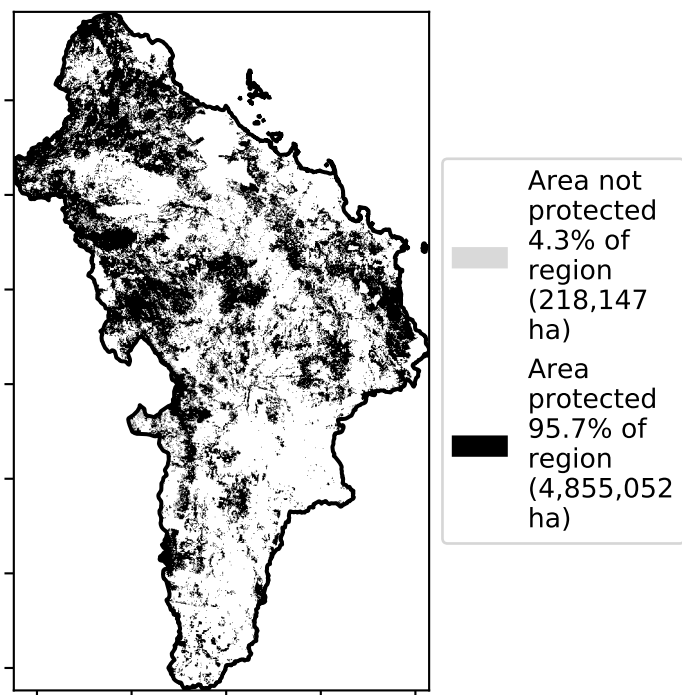 Area not
protected
4.3% of
region
(218,147
ha)
Area
protected
95.7% of
region
(4,855,052
ha)